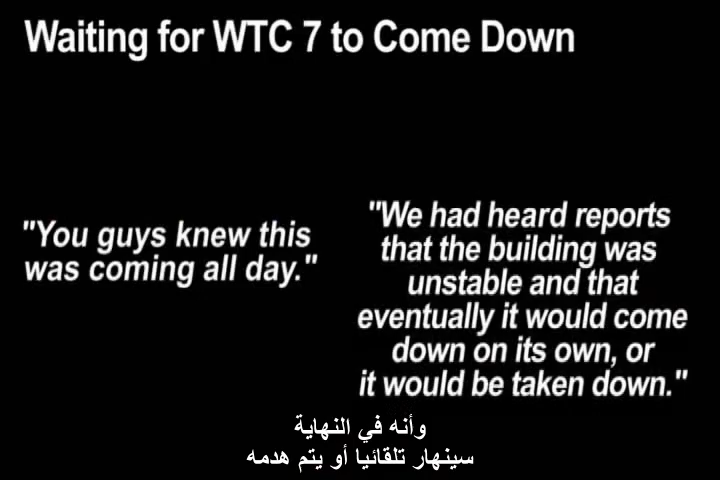 Waiting for WTC 7 to Come Down
"You guys knew this
was coming all day."
"We had heard reports
that the building was
unstable and that
eventually it would come
down on its own, or
it would be taken down."
وأنه في النهاية
سينهار تلقائيا أو يتم هدمه